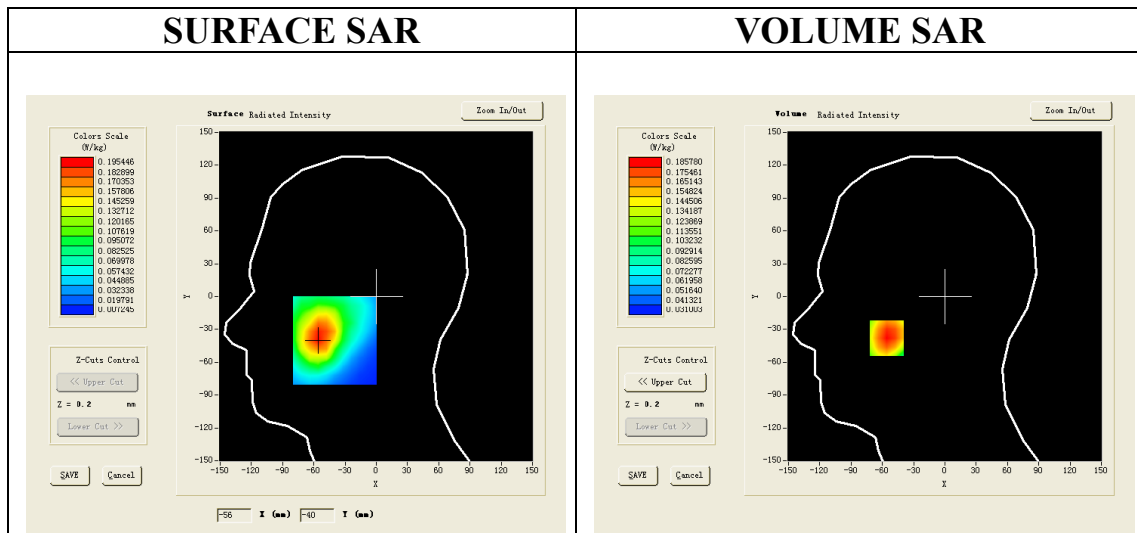 SURFACE SAR
VOLUME SAR
Surface Radiated Intensity
Zoom In/Out
Colors Scale
(W/kg)
0.195446
0.182899
0.170353
0.157806
0.145259
0.132712
0.120165
0.107619
0.095072
0.082525
0.069978
0.057432
0.044885
0.032338
0.019791
0.007245
150
120
90
60
30
0
-30
-60
-90
-120
-150
Y
-150 -120 -90 -60 -30 0 30 60 90 120 150
X
Z-Cuts Control
<< Upper Cut
Z = 0.2 mm
Lower Cut >>
SAVE Cancel
-56 X (mm) -40 Y (mm)
Volume Radiated Intensity
Zoom In/Out
Colors Scale
(W/kg)
0.185780
0.175461
0.165143
0.154824
0.144506
0.134187
0.123869
0.113551
0.103232
0.092914
0.082595
0.072277
0.061958
0.051640
0.041321
0.031003
150
120
90
60
30
0
-30
-60
-90
-120
-150
Y
-150 -120 -90 -60 -30 0 30 60 90 120 150
X
Z-Cuts Control
<< Upper Cut
Z = 0.2 mm
Lower Cut >>
SAVE Cancel